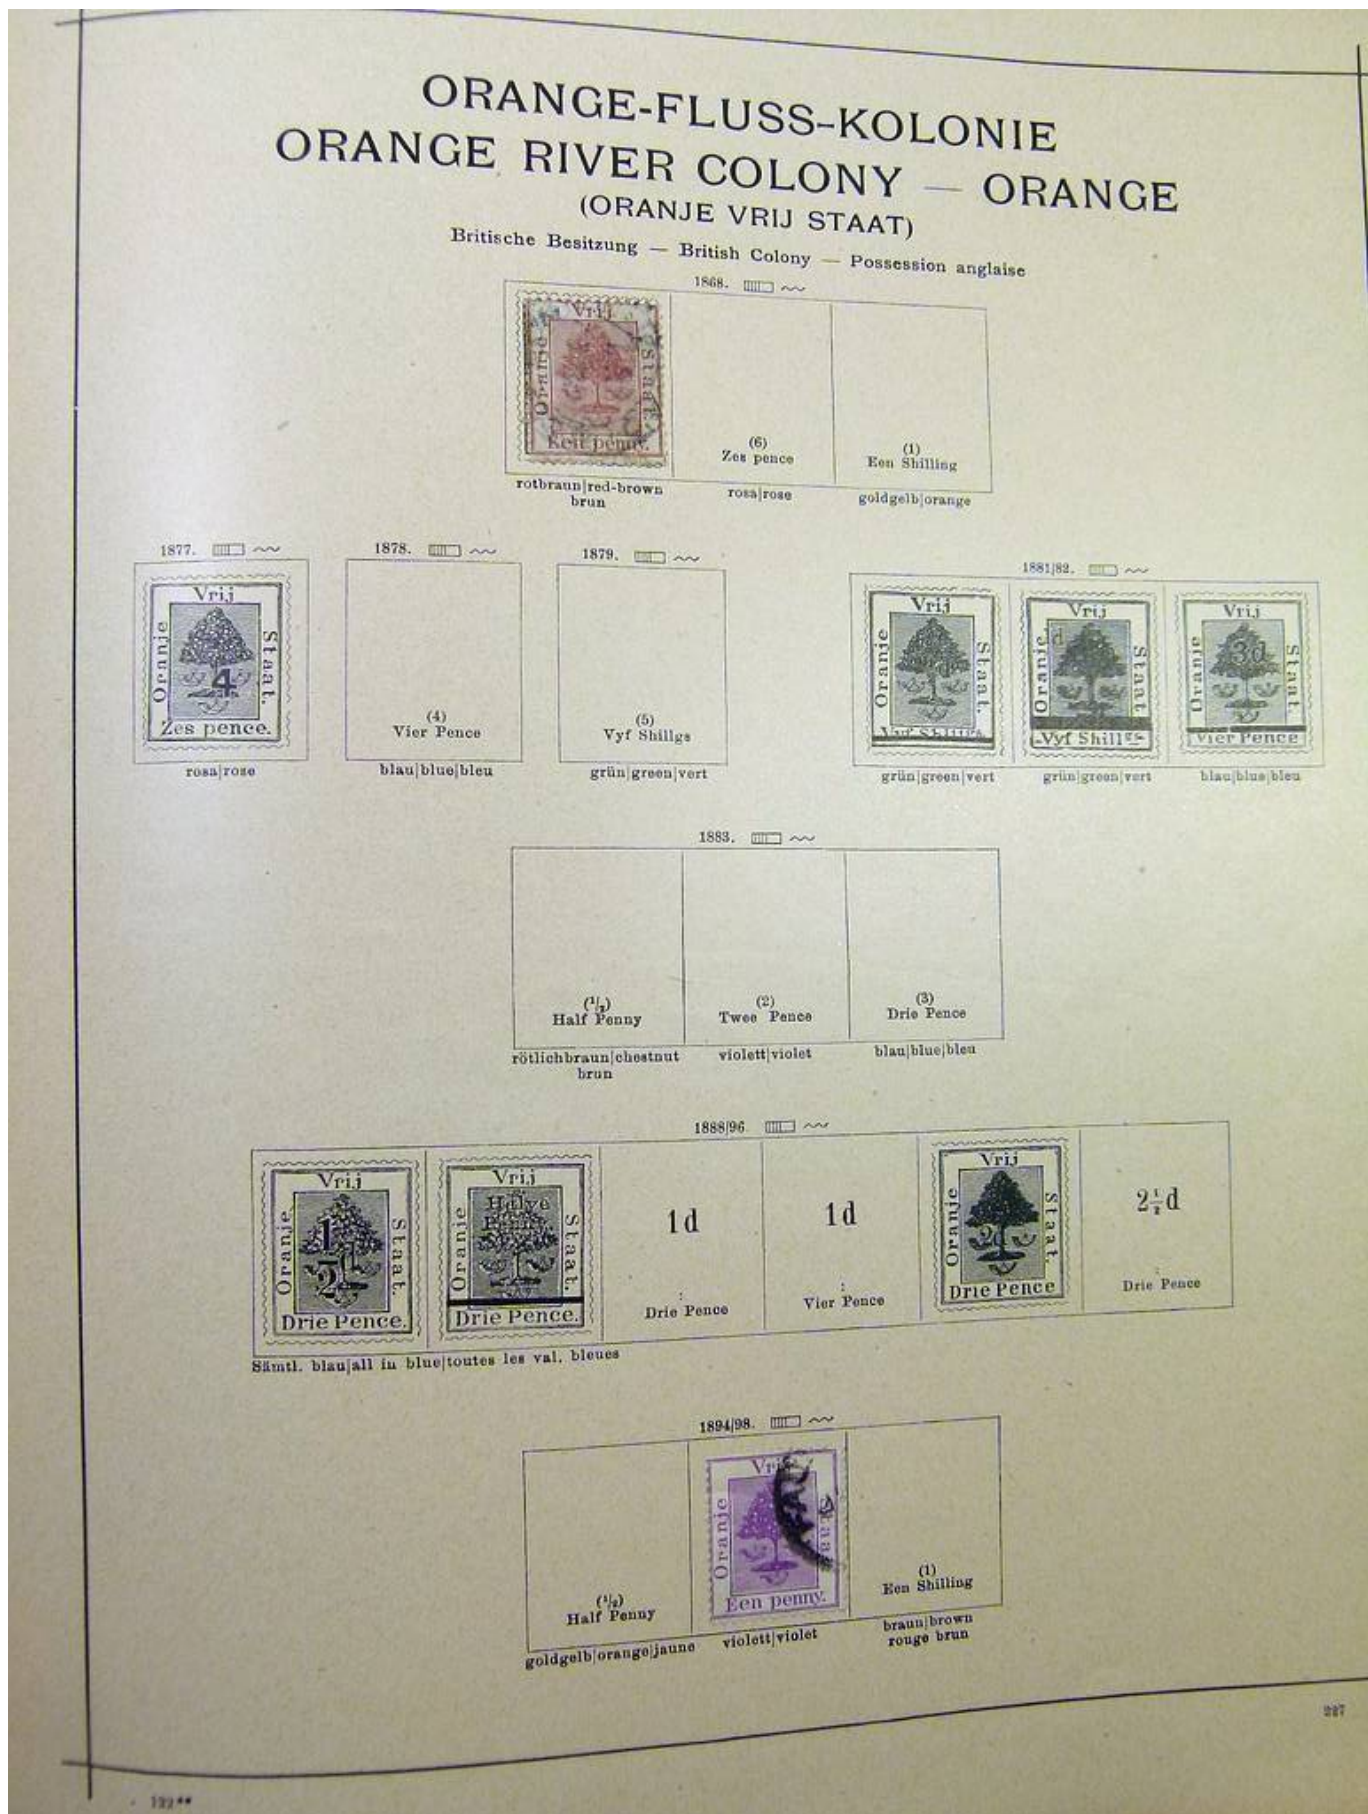 ORANGE-FLUSS-KOLONIE
ORANGE RIVER COLONY — ORANGE
(ORANJE VRIJ STAAT)
Britische Besitzung — British Colony — Possession anglaise
1868.
Vrij
Oranje
Staat.
Een penny.
(6)
Zes pence
(1)
Een Shilling
rotbraun|red-brown
brun
rosa|rose
goldgelb|orange
1877.
1878.
1879.
1881|82.
Vrij
Oranje
Staat.
4
Zes pence.
(4)
Vier Pence
(5)
Vyf Shillgs
Vrij
Oranje
Staat.
Vrij
Oranje
Staat.
Vyf Shillgs
Vrij
3d
Oranje
Staat.
Vier Pence
rosa|rose
blau|blue|bleu
grün|green|vert
grün|green|vert
grün|green|vert
blau|blue|bleu
1883.
(1/2)
Half Penny
(2)
Twee Pence
(3)
Drie Pence
rötlichbraun|chestnut
brun
violett|violet
blau|blue|bleu
1888|96
Vrij
Oranje
Staat.
1/2d
Drie Pence.
Vrij
Halve
Penny
Oranje
Staat.
Drie Pence.
1d
:
Drie Pence
1d
:
Vier Pence
Vrij
Oranje
Staat.
2d
Drie Pence
2½d
:
Drie Pence
Sämtl. blau|all in blue|toutes les val. bleues
1894|98.
(1/2)
Half Penny
Vrij
Oranje
Staat
Een penny.
(1)
Een Shilling
goldgelb|orange|jaune
violett|violet
braun|brown
rouge brun
227